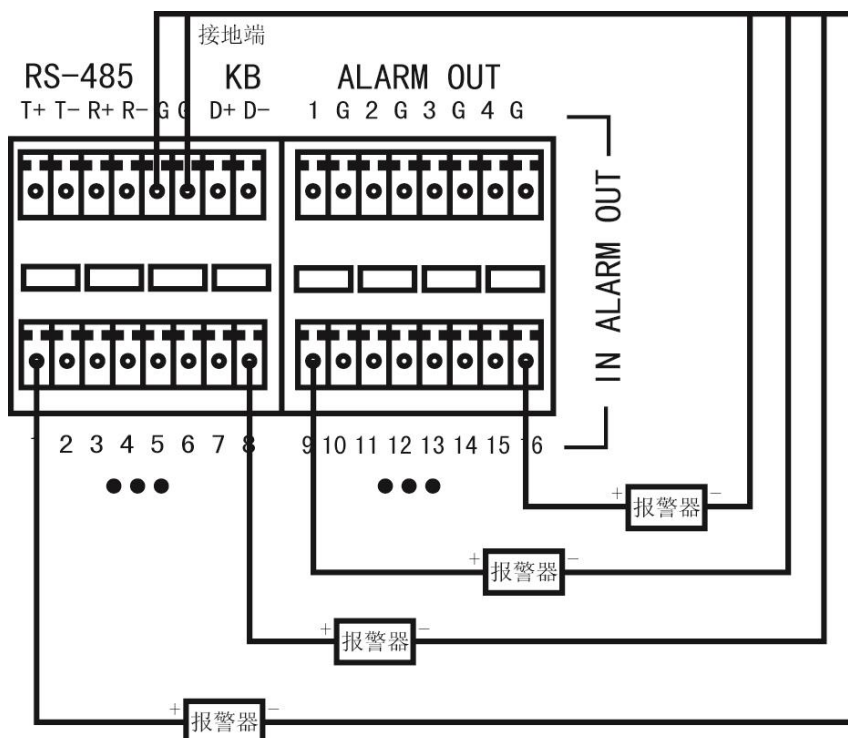 接地端
RS-485 KB ALARM OUT
T+ T- R+ R- G G D+ D- 1 G 2 G 3 G 4 G
IN ALARM OUT
1 2 3 4 5 6 7 8 9 10 11 12 13 14 15 16
+ 报警器 -
+ 报警器 -
+ 报警器 -
+ 报警器 -